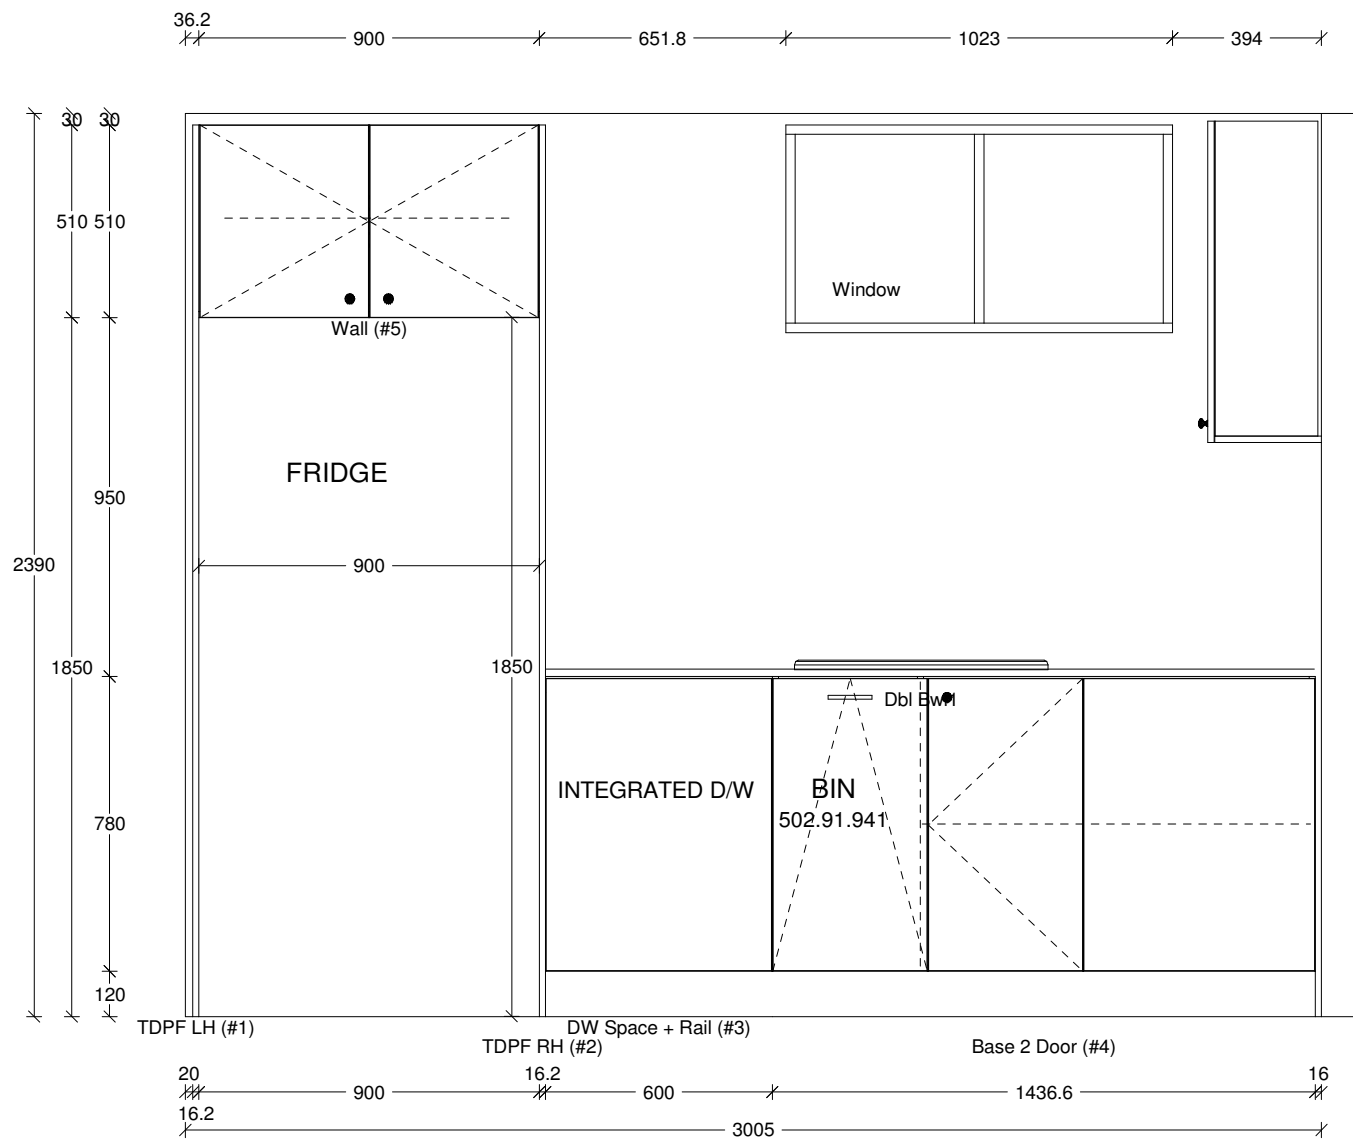 36.2
900
651.8
1023
394
30 30
510 510
Window
Wall (#5)
FRIDGE
950
2390
900
1850
1850
Dbl Bwl1
INTEGRATED D/W
BIN
502.91.941
780
120
TDPF LH (#1)
DW Space + Rail (#3)
TDPF RH (#2)
Base 2 Door (#4)
20
16.2
16
900
600
1436.6
16.2
3005